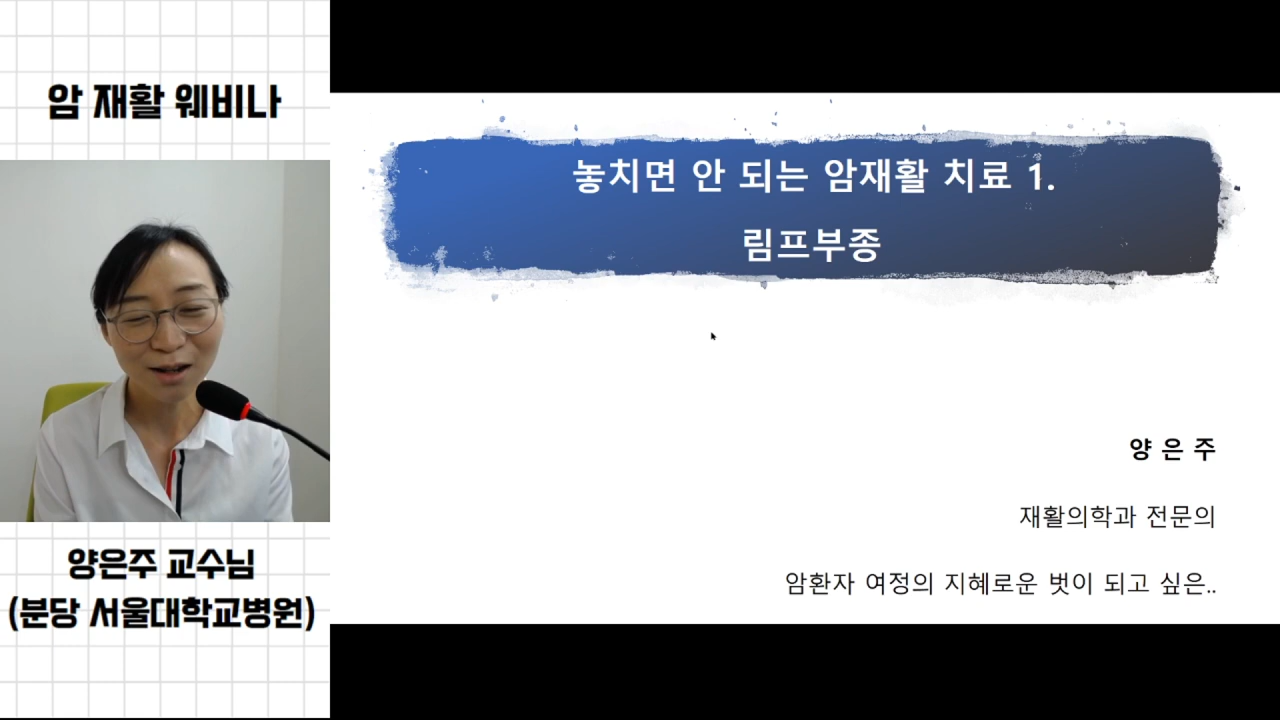 암 재활 웨비나
양은주 교수님
(분당 서울대학교병원)
놓치면 안 되는 암재활 치료 1.
림프부종
양 은 주
재활의학과 전문의
암환자 여정의 지혜로운 벗이 되고 싶은..